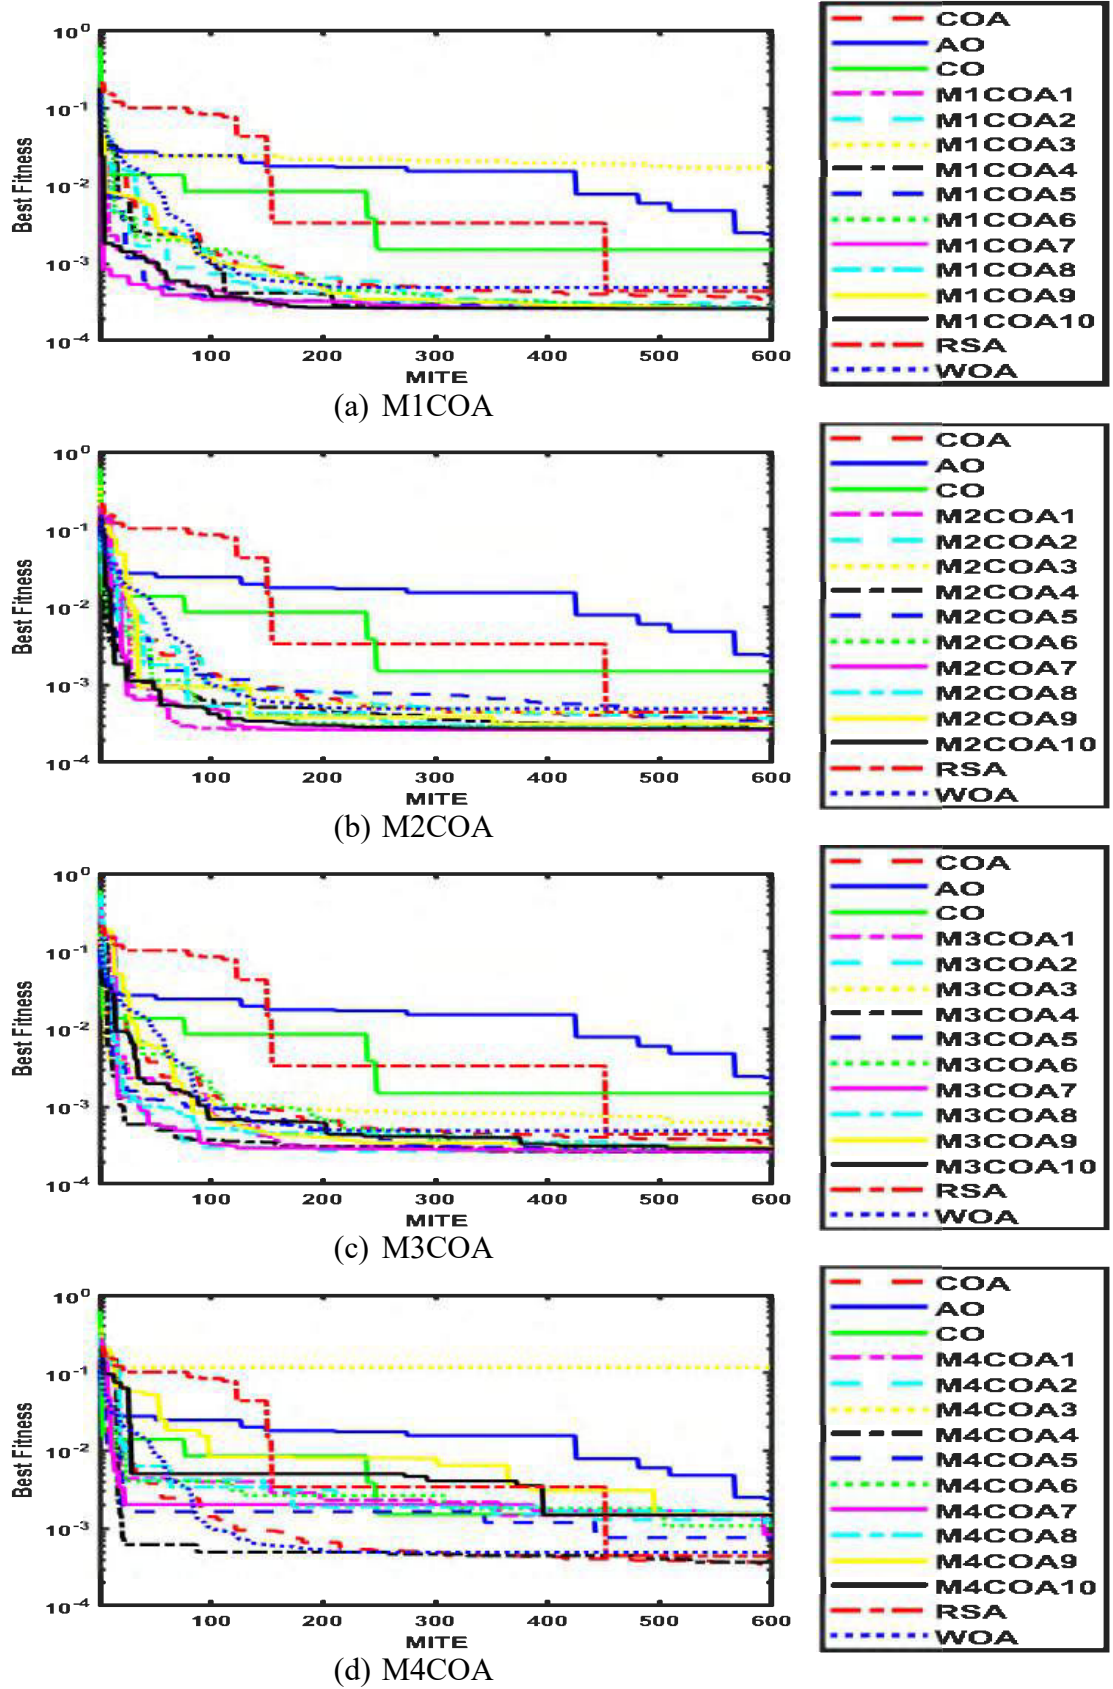 10⁰
10⁻¹
10⁻²
10⁻³
10⁻⁴
Best Fitness
100 200 300 400 500 600
MITE
COA
AO
CO
M1COA1
M1COA2
M1COA3
M1COA4
M1COA5
M1COA6
M1COA7
M1COA8
M1COA9
M1COA10
RSA
WOA
(a) M1COA
10⁰
10⁻¹
10⁻²
10⁻³
10⁻⁴
Best Fitness
100 200 300 400 500 600
MITE
COA
AO
CO
M2COA1
M2COA2
M2COA3
M2COA4
M2COA5
M2COA6
M2COA7
M2COA8
M2COA9
M2COA10
RSA
WOA
(b) M2COA
10⁰
10⁻¹
10⁻²
10⁻³
10⁻⁴
Best Fitness
100 200 300 400 500 600
MITE
COA
AO
CO
M3COA1
M3COA2
M3COA3
M3COA4
M3COA5
M3COA6
M3COA7
M3COA8
M3COA9
M3COA10
RSA
WOA
(c) M3COA
10⁰
10⁻¹
10⁻²
10⁻³
10⁻⁴
Best Fitness
100 200 300 400 500 600
MITE
COA
AO
CO
M4COA1
M4COA2
M4COA3
M4COA4
M4COA5
M4COA6
M4COA7
M4COA8
M4COA9
M4COA10
RSA
WOA
(d) M4COA